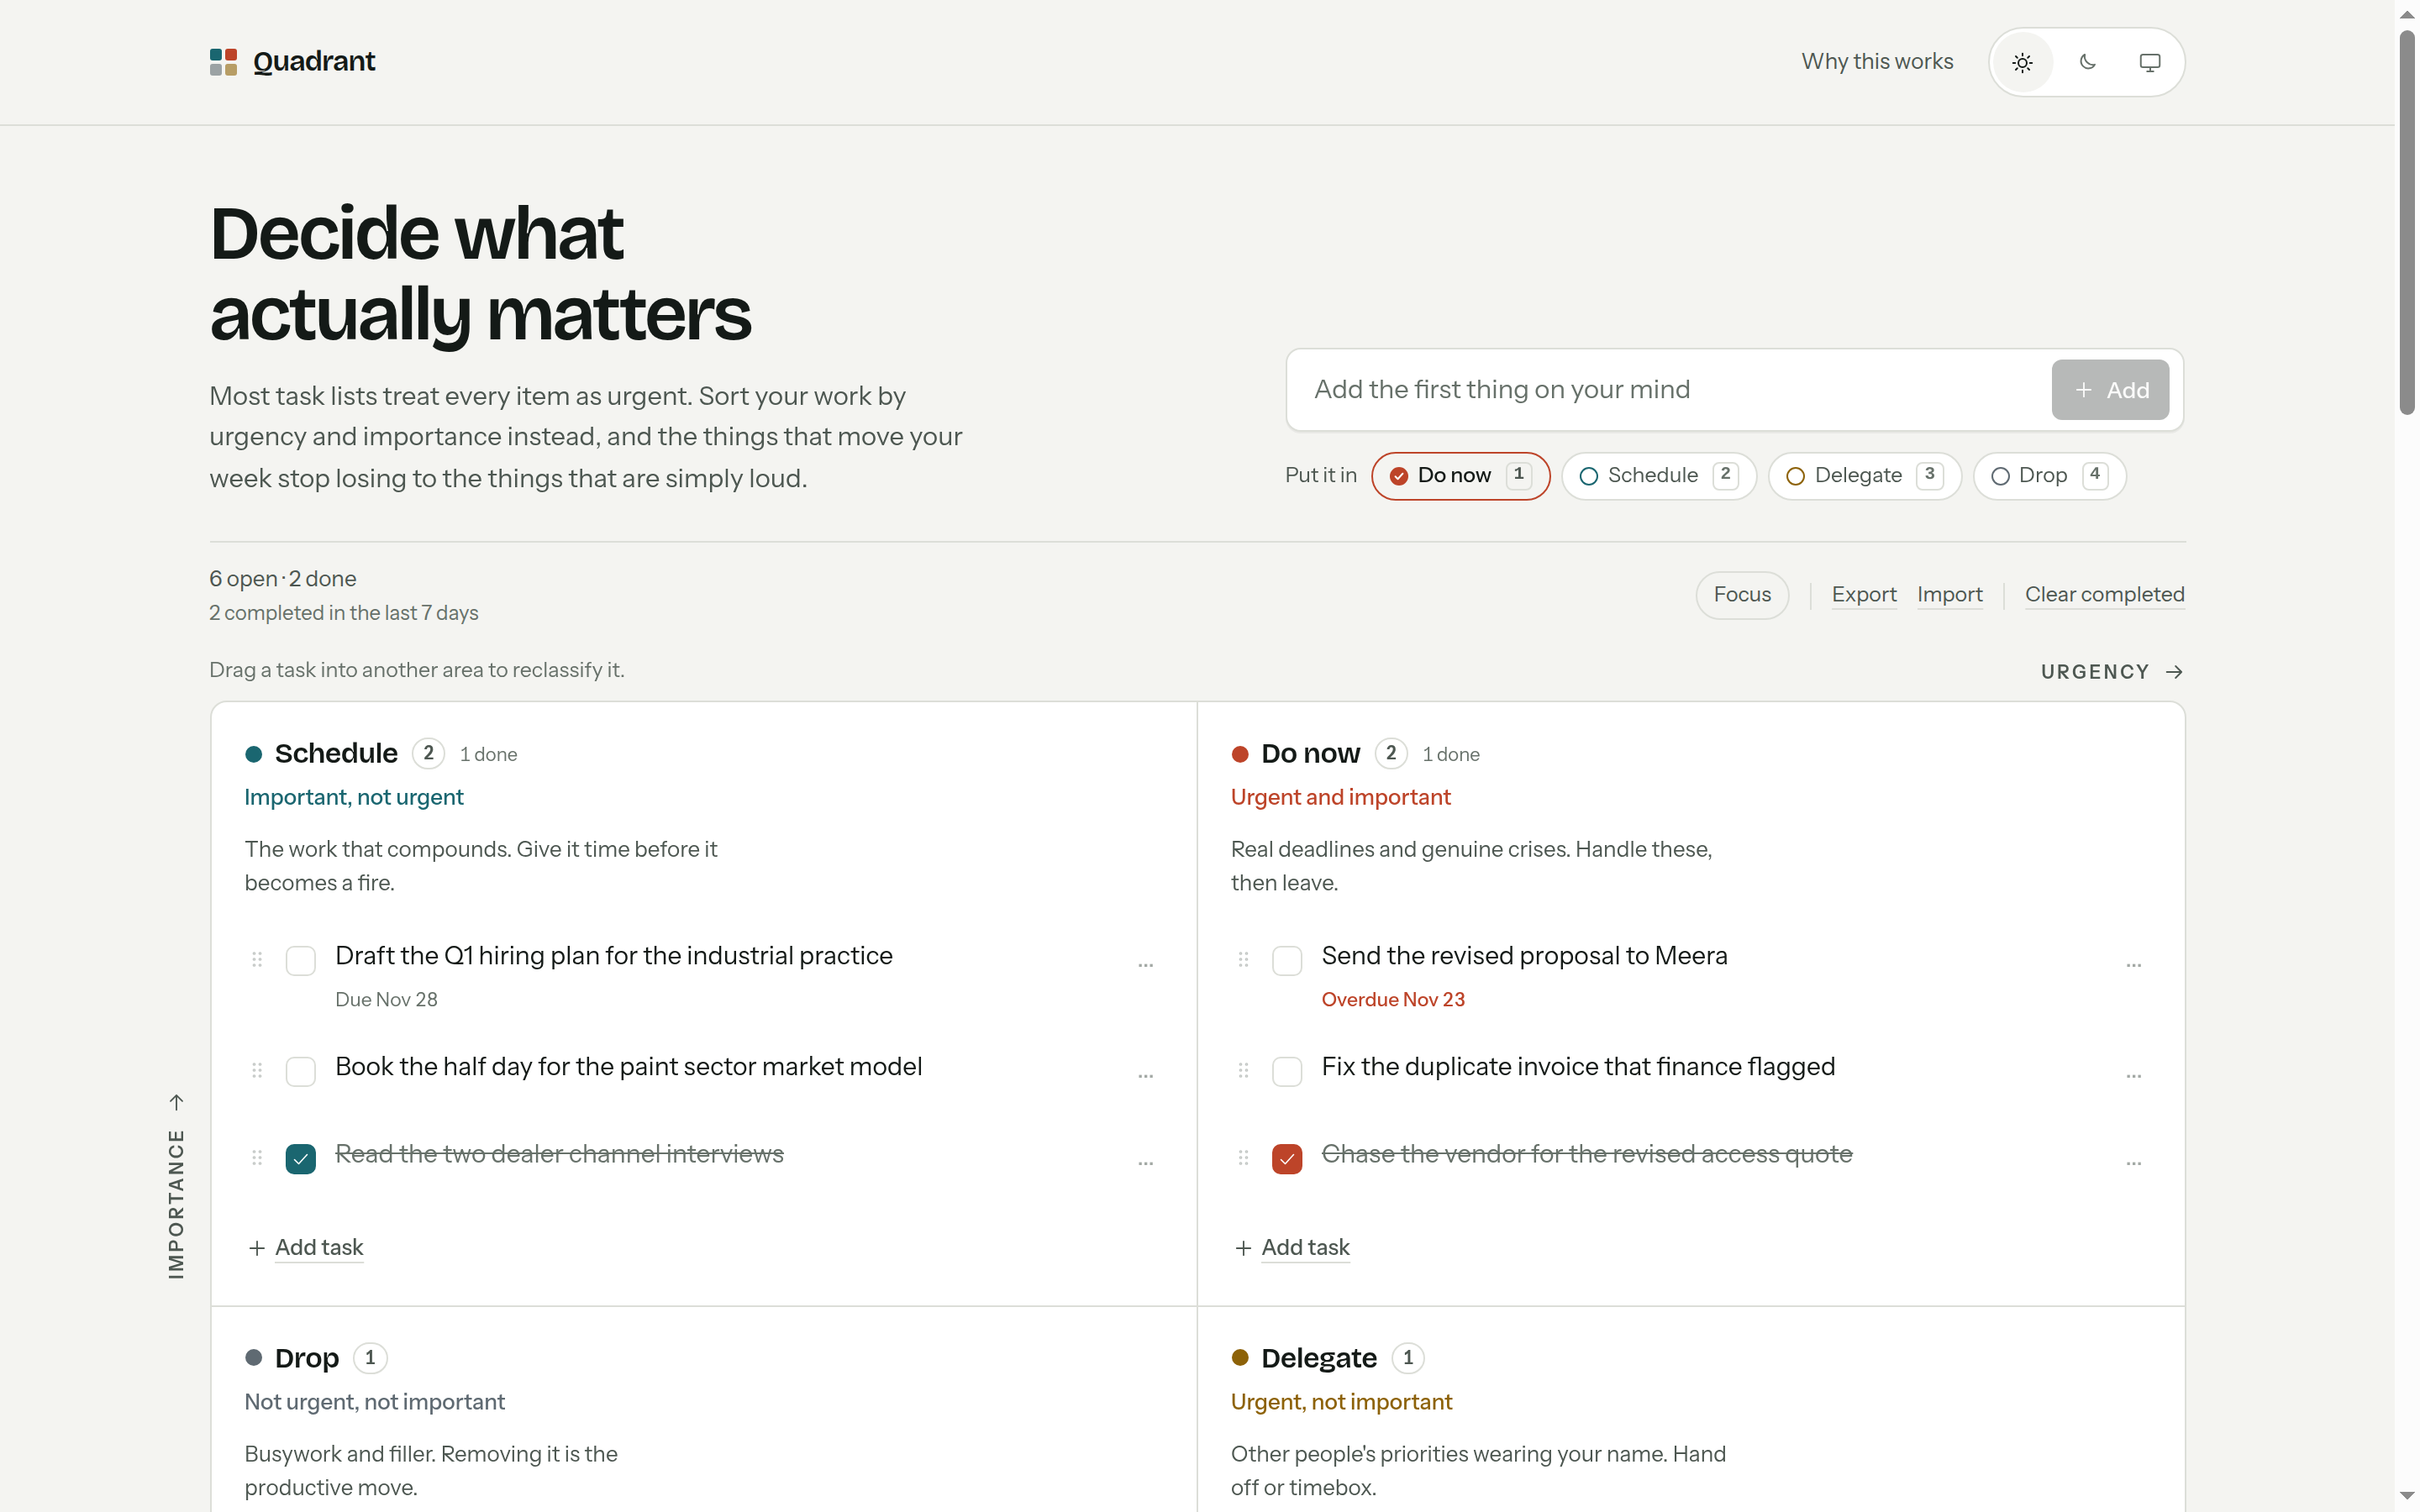 Quadrant
Why this works
Decide what
actually matters
Most task lists treat every item as urgent. Sort your work by
urgency and importance instead, and the things that move your
week stop losing to the things that are simply loud.
Add the first thing on your mind
+ Add
Put it in
Do now 1
Schedule 2
Delegate 3
Drop 4
6 open · 2 done
2 completed in the last 7 days
Focus
Export
Import
Clear completed
Drag a task into another area to reclassify it.
URGENCY →
IMPORTANCE →
Schedule 2 1 done
Important, not urgent
The work that compounds. Give it time before it
becomes a fire.
Draft the Q1 hiring plan for the industrial practice
...
Due Nov 28
Book the half day for the paint sector market model
...
Read the two dealer channel interviews
...
+ Add task
Do now 2 1 done
Urgent and important
Real deadlines and genuine crises. Handle these,
then leave.
Send the revised proposal to Meera
...
Overdue Nov 23
Fix the duplicate invoice that finance flagged
...
Chase the vendor for the revised access quote
...
+ Add task
Drop 1
Not urgent, not important
Busywork and filler. Removing it is the
productive move.
Delegate 1
Urgent, not important
Other people's priorities wearing your name. Hand
off or timebox.